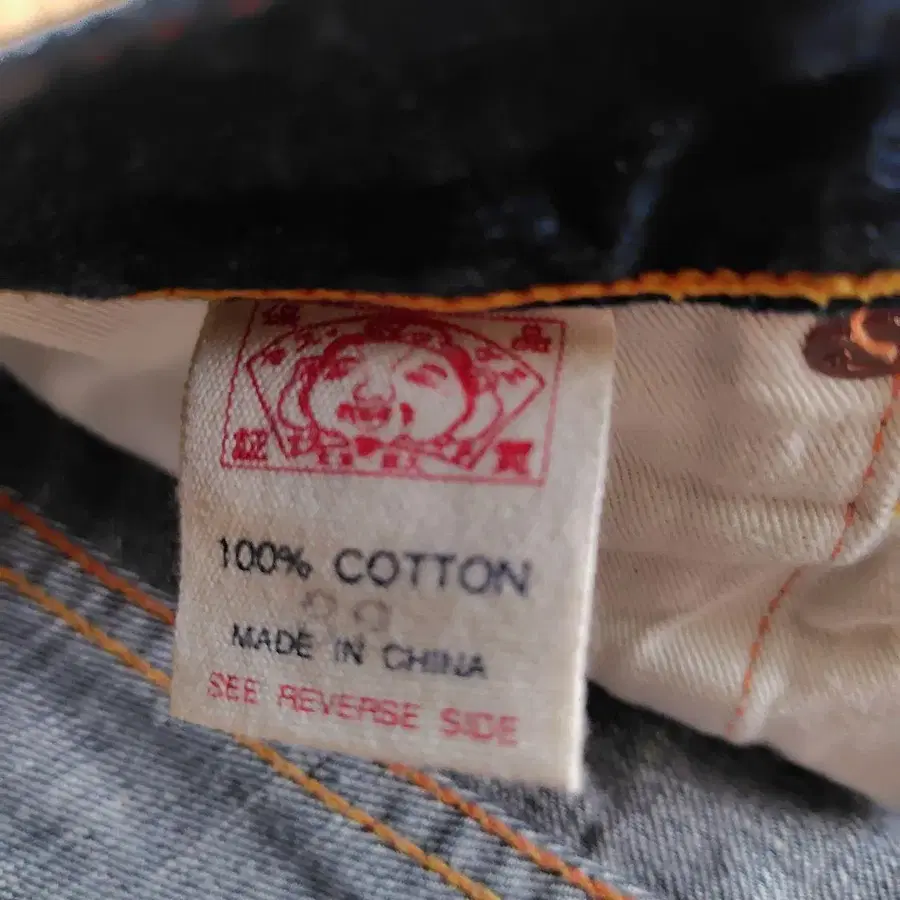 100% COTTON
MADE IN CHINA
SEE REVERSE SIDE